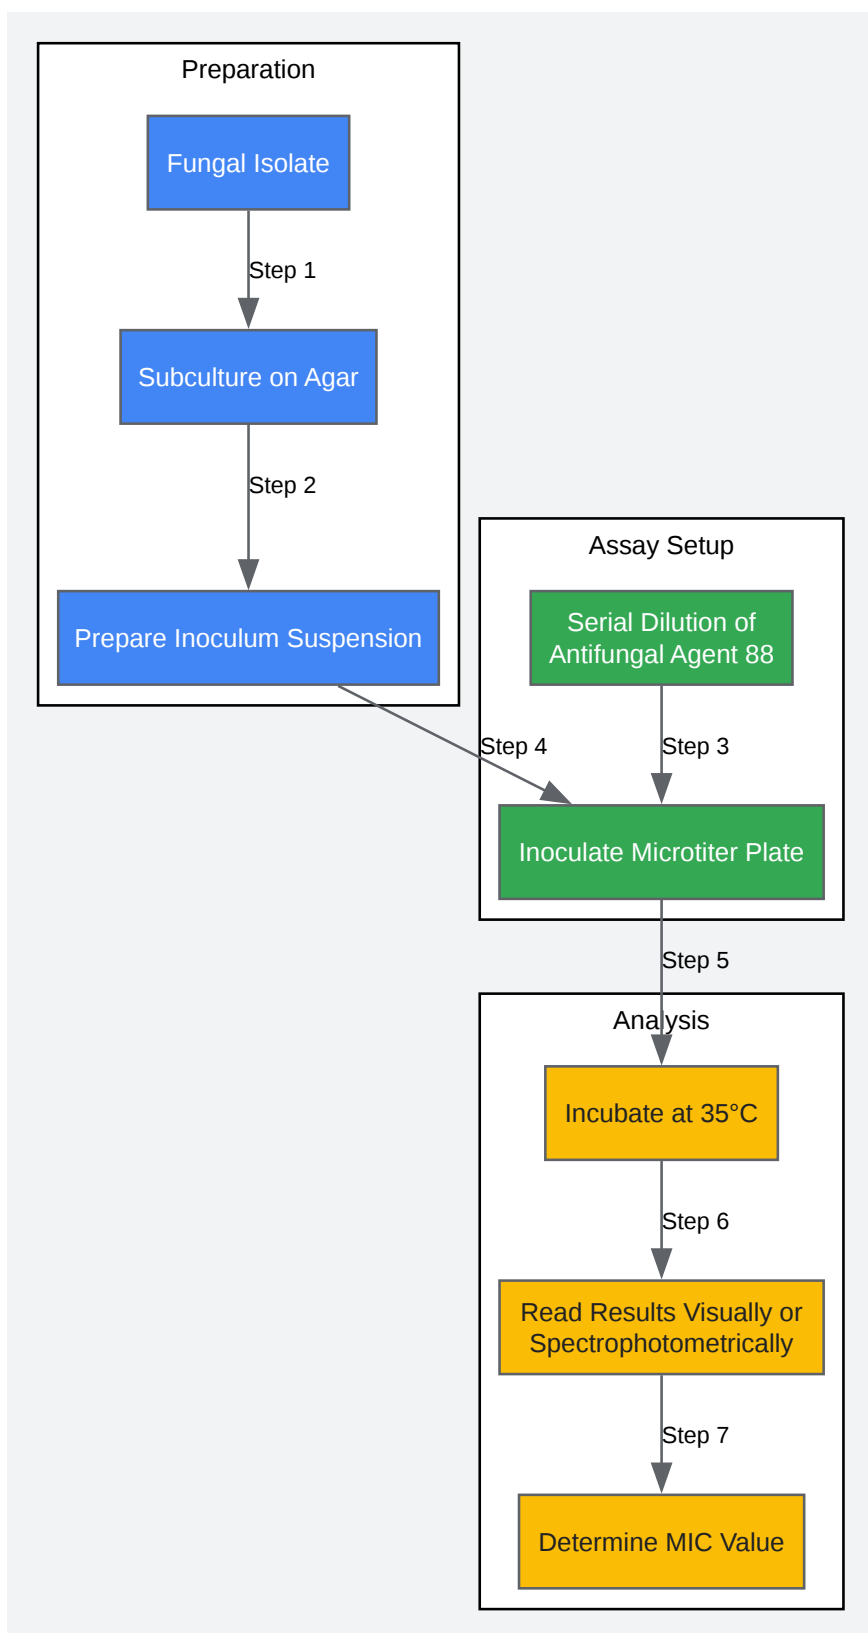 Preparation
Fungal Isolate
Step 1
Subculture on Agar
Step 2
Prepare Inoculum Suspension
Assay Setup
Serial Dilution of
Antifungal Agent 88
Step 4
Step 3
Inoculate Microtiter Plate
Step 5
Analysis
Incubate at 35°C
Step 6
Read Results Visually or
Spectrophotometrically
Step 7
Determine MIC Value